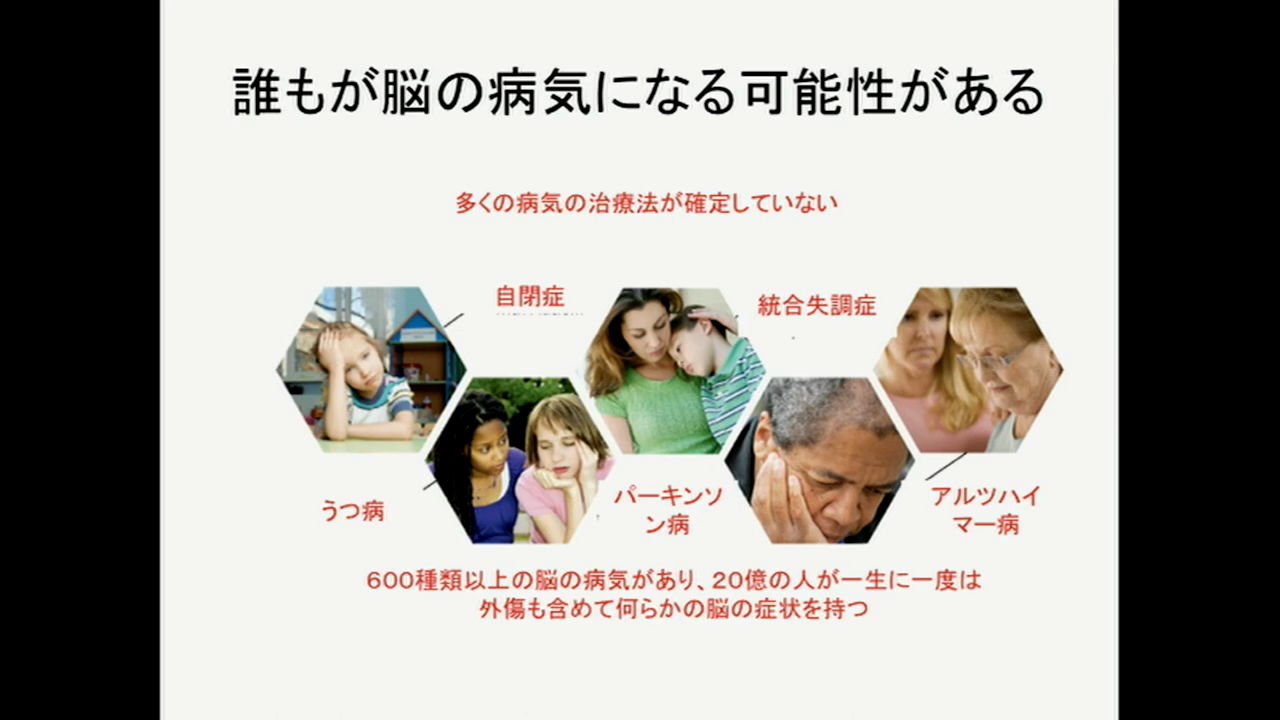 誰もが脳の病気になる可能性がある
多くの病気の治療法が確定していない
自閉症
統合失調症
うつ病
パーキンソ
ン病
アルツハイ
マー病
600種類以上の脳の病気があり、20億の人が一生に一度は
外傷も含めて何らかの脳の症状を持つ